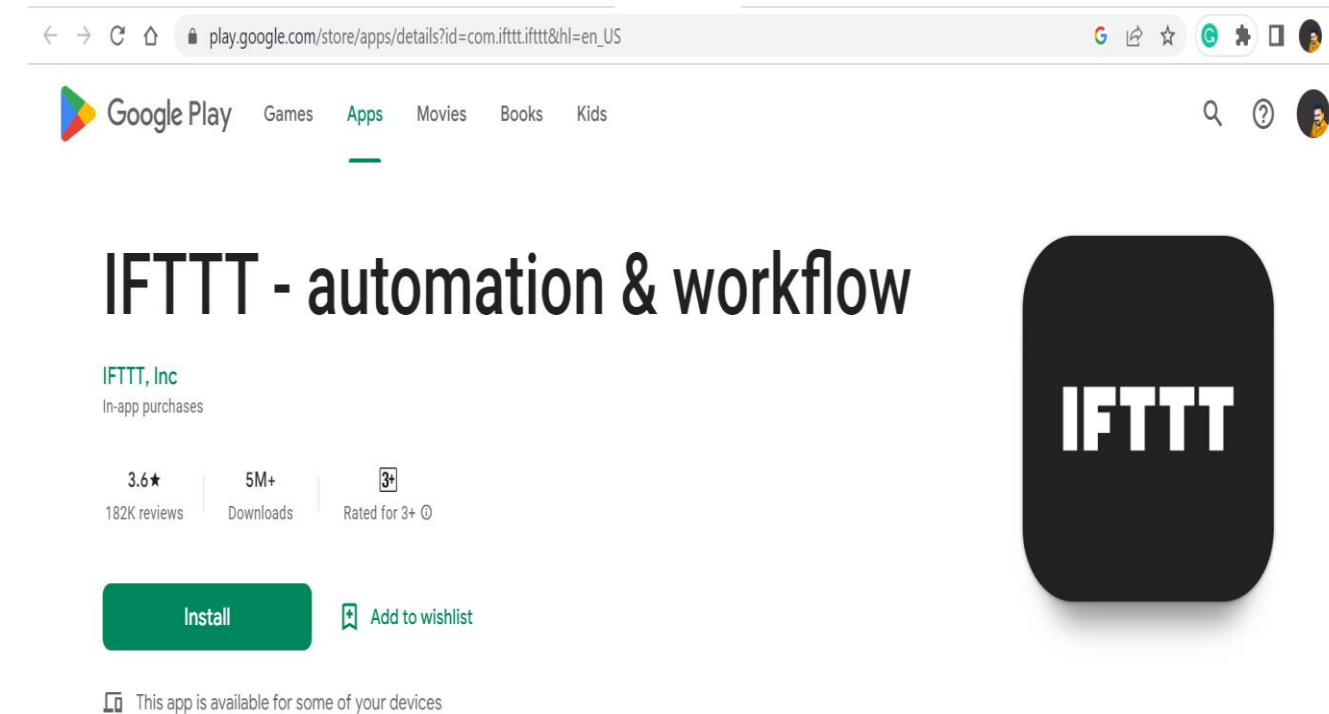 play.google.com/store/apps/details?id=com.ifttt.ifttt&hl=en_US
Google Play Games Apps Movies Books Kids
IFTTT - automation & workflow
IFTTT, Inc
In-app purchases
3.6★ 5M+ 3+
182K reviews Downloads Rated for 3+
Install Add to wishlist
This app is available for some of your devices
IFTTT